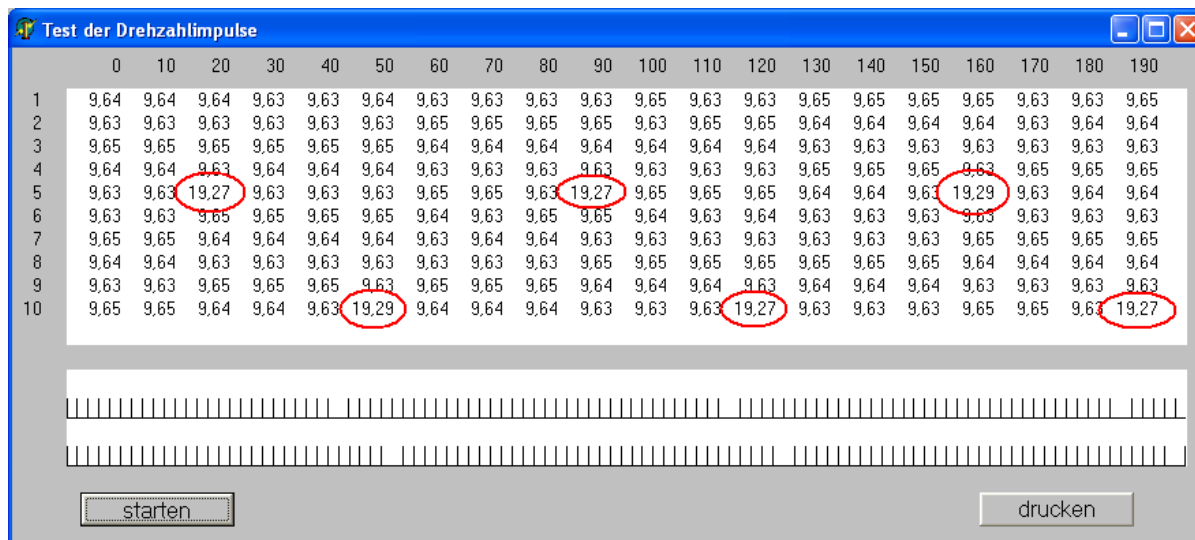 Test der Drehzahlimpulse
0 10 20 30 40 50 60 70 80 90 100 110 120 130 140 150 160 170 180 190
1 9,64 9,64 9,64 9,63 9,63 9,64 9,63 9,63 9,63 9,63 9,65 9,63 9,63 9,65 9,65 9,65 9,65 9,63 9,63 9,65
2 9,63 9,63 9,63 9,63 9,63 9,63 9,65 9,65 9,65 9,65 9,63 9,65 9,65 9,64 9,64 9,64 9,64 9,63 9,64 9,64
3 9,65 9,65 9,65 9,65 9,65 9,65 9,64 9,64 9,64 9,64 9,64 9,64 9,64 9,63 9,63 9,63 9,63 9,63 9,63 9,63
4 9,64 9,64 9,63 9,64 9,64 9,64 9,63 9,63 9,63 9,63 9,63 9,63 9,63 9,65 9,65 9,65 9,63 9,65 9,65 9,65
5 9,63 9,63 19,27 9,63 9,63 9,63 9,65 9,65 9,63 19,27 9,65 9,65 9,65 9,64 9,64 9,63 19,29 9,63 9,64 9,64
6 9,63 9,63 9,65 9,65 9,65 9,65 9,64 9,63 9,65 9,65 9,64 9,63 9,64 9,63 9,63 9,63 9,63 9,63 9,63 9,63
7 9,65 9,65 9,64 9,64 9,64 9,64 9,63 9,64 9,64 9,63 9,63 9,63 9,63 9,63 9,63 9,63 9,65 9,65 9,65 9,65
8 9,64 9,64 9,63 9,63 9,63 9,63 9,63 9,63 9,63 9,65 9,65 9,65 9,65 9,65 9,65 9,65 9,64 9,64 9,64 9,64
9 9,63 9,63 9,65 9,65 9,65 9,63 9,65 9,65 9,65 9,64 9,64 9,64 9,63 9,64 9,64 9,64 9,63 9,63 9,63 9,63
10 9,65 9,65 9,64 9,64 9,63 19,29 9,64 9,64 9,64 9,63 9,63 9,63 19,27 9,63 9,63 9,63 9,65 9,65 9,63 19,27
starten drucken